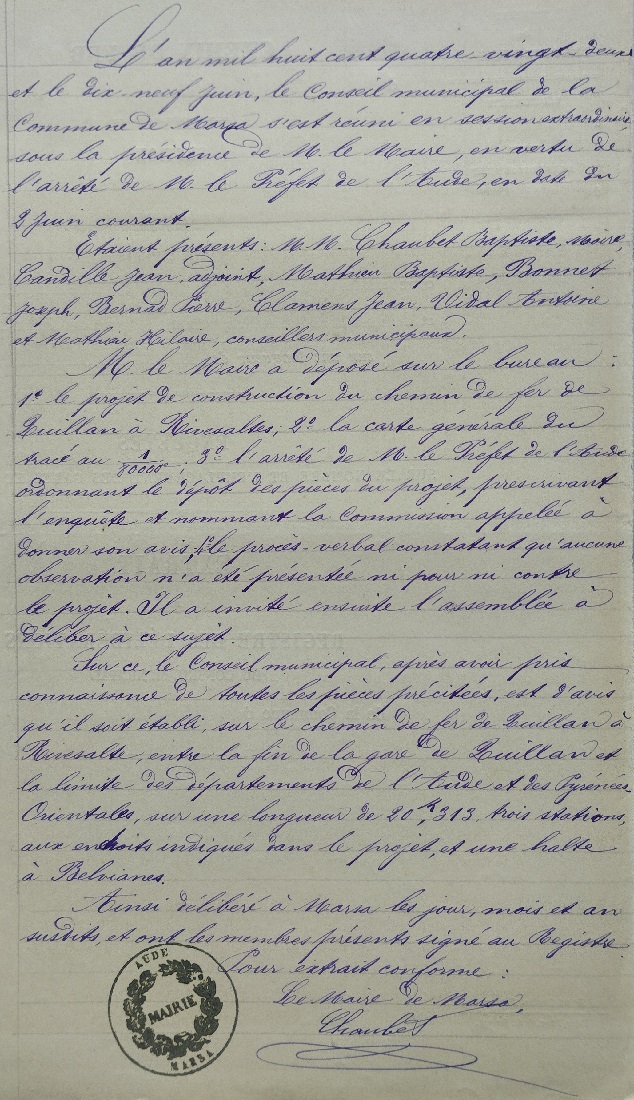 L'an mil huit cent quatre-vingt-deux
et le dix-neuf juin, le Conseil municipal de la
Commune de Marsa s'est réuni en session extraordinaire
sous la présidence de M. le Maire, en vertu de
l'arrêté de M. le Préfet de l'Aude, en date du
2 juin courant.
Etaient présents: M.M. Chaubet Baptiste, maire,
Candille Jean adjoint, Mathieu Baptiste, Bonnet
Joseph, Bernad Pierre, Clamens Jean, Vidal Antoine
et Mathieu Hilaire, conseillers municipaux.
M. le Maire a déposé sur le bureau :
1º le projet de construction du chemin de fer de
Quillan à Rivesaltes; 2º la carte générale du
tracé au 1/80000º; 3º l'arrêté de M. le Préfet de l'Aude
ordonnant le dépôt des pièces du projet, prescrivant
l'enquête et nommant la Commission appelée à
donner son avis; 4º le procès-verbal constatant qu'aucune
observation n'a été présentée ni pour ni contre
le projet. Il a invité ensuite l'assemblée à
déliber à ce sujet.
Sur ce, le Conseil municipal, après avoir pris
connaissance de toutes les pièces précitées, est d'avis
qu'il soit établi, sur le chemin de fer de Quillan à
Rivesalte, entre la fin de la gare de Quillan et
la limite des départements de l'Aude et des Pyrénées-
Orientales, sur une longueur de 20k,313, trois stations,
aux endroits indiqués dans le projet, et une halte
à Belvianes.
Ainsi délibéré à Marsa les jour, mois et an
susdits, et ont les membres présents signé au Registre.
Pour extrait conforme :
Le Maire de Marsa,
Chaubet
AUDE
MAIRIE
MARSA